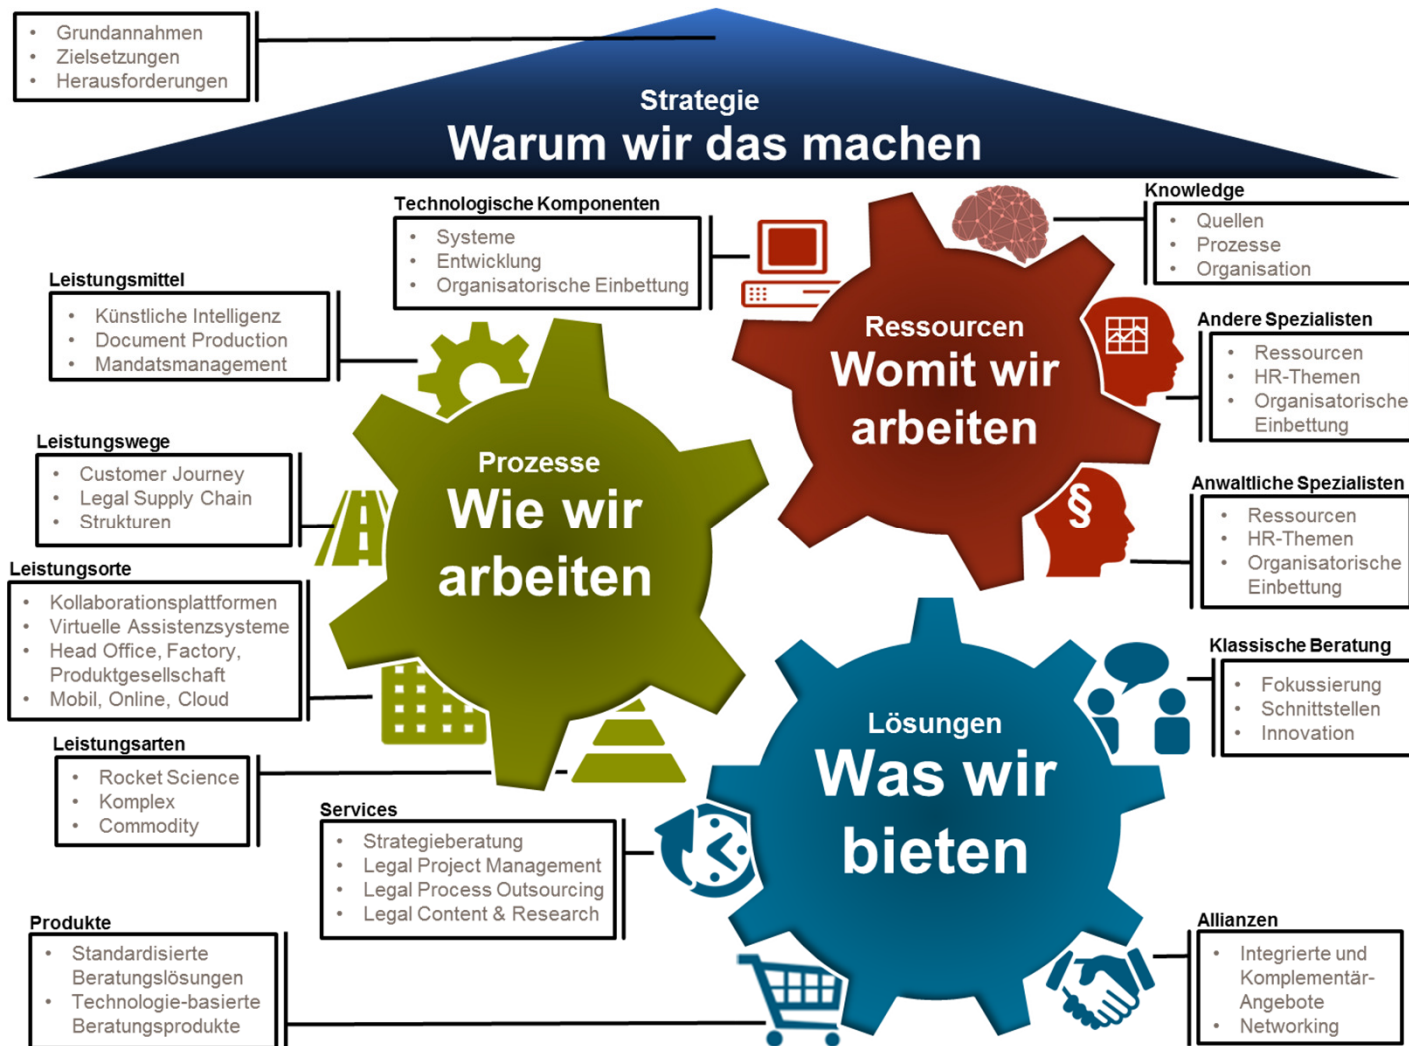 • Grundannahmen
• Zielsetzungen
• Herausforderungen
Strategie
Warum wir das machen
Technologische Komponenten
• Systeme
• Entwicklung
• Organisatorische Einbettung
Knowledge
• Quellen
• Prozesse
• Organisation
Leistungsmittel
• Künstliche Intelligenz
• Document Production
• Mandatsmanagement
Ressourcen
Womit wir
arbeiten
Andere Spezialisten
• Ressourcen
• HR-Themen
• Organisatorische
Einbettung
Leistungswege
• Customer Journey
• Legal Supply Chain
• Strukturen
Prozesse
Wie wir
arbeiten
Anwaltliche Spezialisten
• Ressourcen
• HR-Themen
• Organisatorische
Einbettung
§
Leistungsorte
• Kollaborationsplattformen
• Virtuelle Assistenzsysteme
• Head Office, Factory,
Produktgesellschaft
• Mobil, Online, Cloud
Klassische Beratung
• Fokussierung
• Schnittstellen
• Innovation
Lösungen
Was wir
bieten
Leistungsarten
• Rocket Science
• Komplex
• Commodity
Services
• Strategieberatung
• Legal Project Management
• Legal Process Outsourcing
• Legal Content & Research
Produkte
• Standardisierte
Beratungslösungen
• Technologie-basierte
Beratungsprodukte
Allianzen
• Integrierte und
Komplementär-
Angebote
• Networking